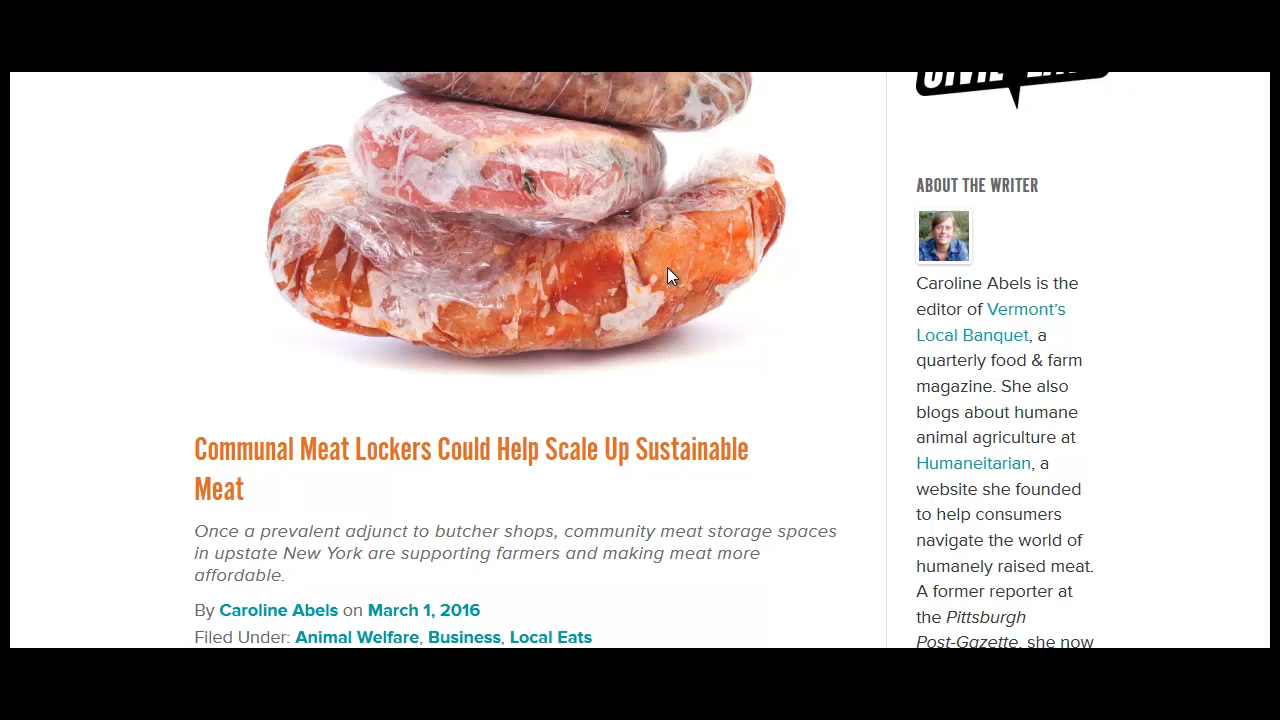 Communal Meat Lockers Could Help Scale Up Sustainable
Meat
Once a prevalent adjunct to butcher shops, community meat storage spaces
in upstate New York are supporting farmers and making meat more
affordable.
By Caroline Abels on March 1, 2016
Filed Under: Animal Welfare, Business, Local Eats
ABOUT THE WRITER
Caroline Abels is the
editor of Vermont's
Local Banquet, a
quarterly food & farm
magazine. She also
blogs about humane
animal agriculture at
Humaneitarian, a
website she founded
to help consumers
navigate the world of
humanely raised meat.
A former reporter at
the Pittsburgh
Post-Gazette, she now